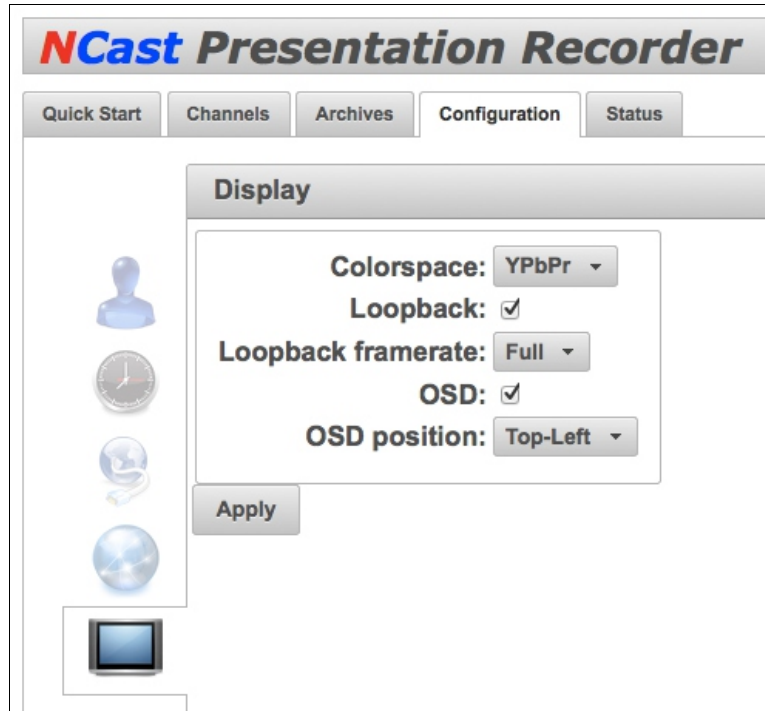 NCast Presentation Recorder
Quick Start Channels Archives Configuration Status
Display
Colorspace: YPbPr
Loopback:
Loopback framerate: Full
OSD:
OSD position: Top-Left
Apply